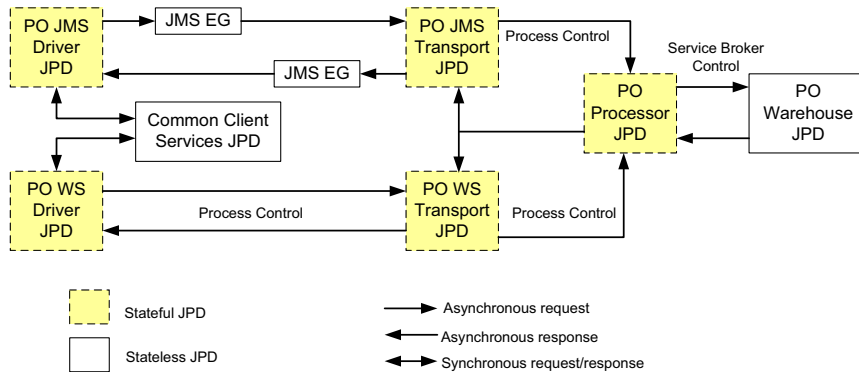 PO JMS
Driver
JPD
JMS EG
JMS EG
PO JMS
Transport
JPD
Process Control
Service Broker
Control
PO
Processor
JPD
PO
Warehouse
JPD
Common Client
Services JPD
PO WS
Driver
JPD
Process Control
PO WS
Transport
JPD
Process Control
Stateful JPD
Stateless JPD
Asynchronous request
Asynchronous response
Synchronous request/response